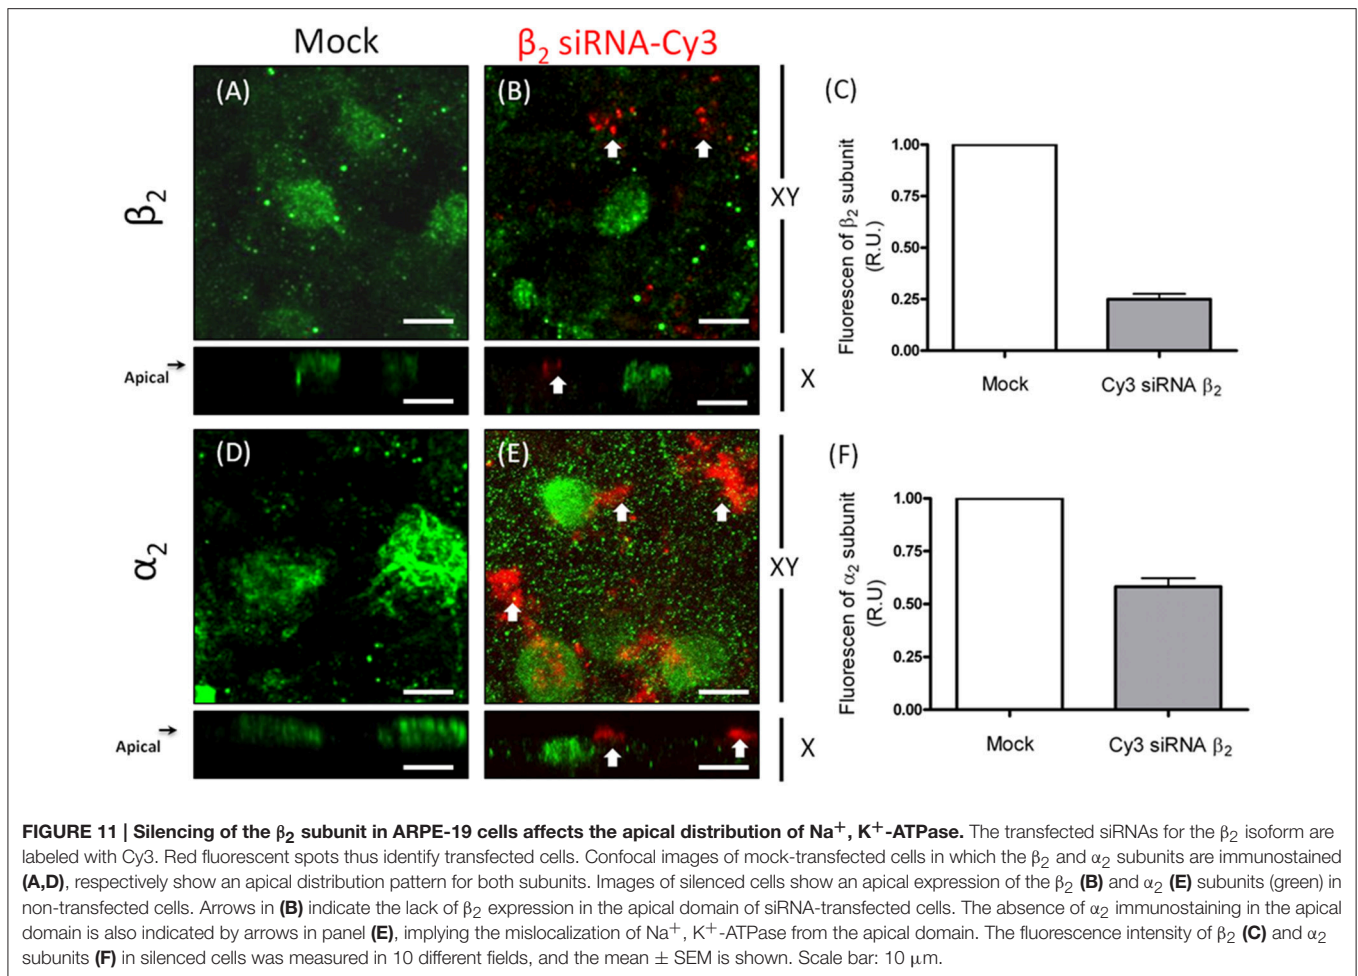 Mock
β2 siRNA-Cy3
(A)
(B)
(C)
β2
XY
Apical
X
1.00
0.75
0.50
0.25
0.00
Fluorescen of β2 subunit
(R.U.)
Mock
Cy3 siRNA β2
(D)
(E)
(F)
α2
XY
Apical
X
1.00
0.75
0.50
0.25
0.00
Fluorescen of α2 subunit
(R.U)
Mock
Cy3 siRNA β2
FIGURE 11 | Silencing of the β2 subunit in ARPE-19 cells affects the apical distribution of Na+, K+-ATPase. The transfected siRNAs for the β2 isoform are
labeled with Cy3. Red fluorescent spots thus identify transfected cells. Confocal images of mock-transfected cells in which the β2 and α2 subunits are immunostained
(A,D), respectively show an apical distribution pattern for both subunits. Images of silenced cells show an apical expression of the β2 (B) and α2 (E) subunits (green) in
non-transfected cells. Arrows in (B) indicate the lack of β2 expression in the apical domain of siRNA-transfected cells. The absence of α2 immunostaining in the apical
domain is also indicated by arrows in panel (E), implying the mislocalization of Na+, K+-ATPase from the apical domain. The fluorescence intensity of β2 (C) and α2
subunits (F) in silenced cells was measured in 10 different fields, and the mean ± SEM is shown. Scale bar: 10 μm.